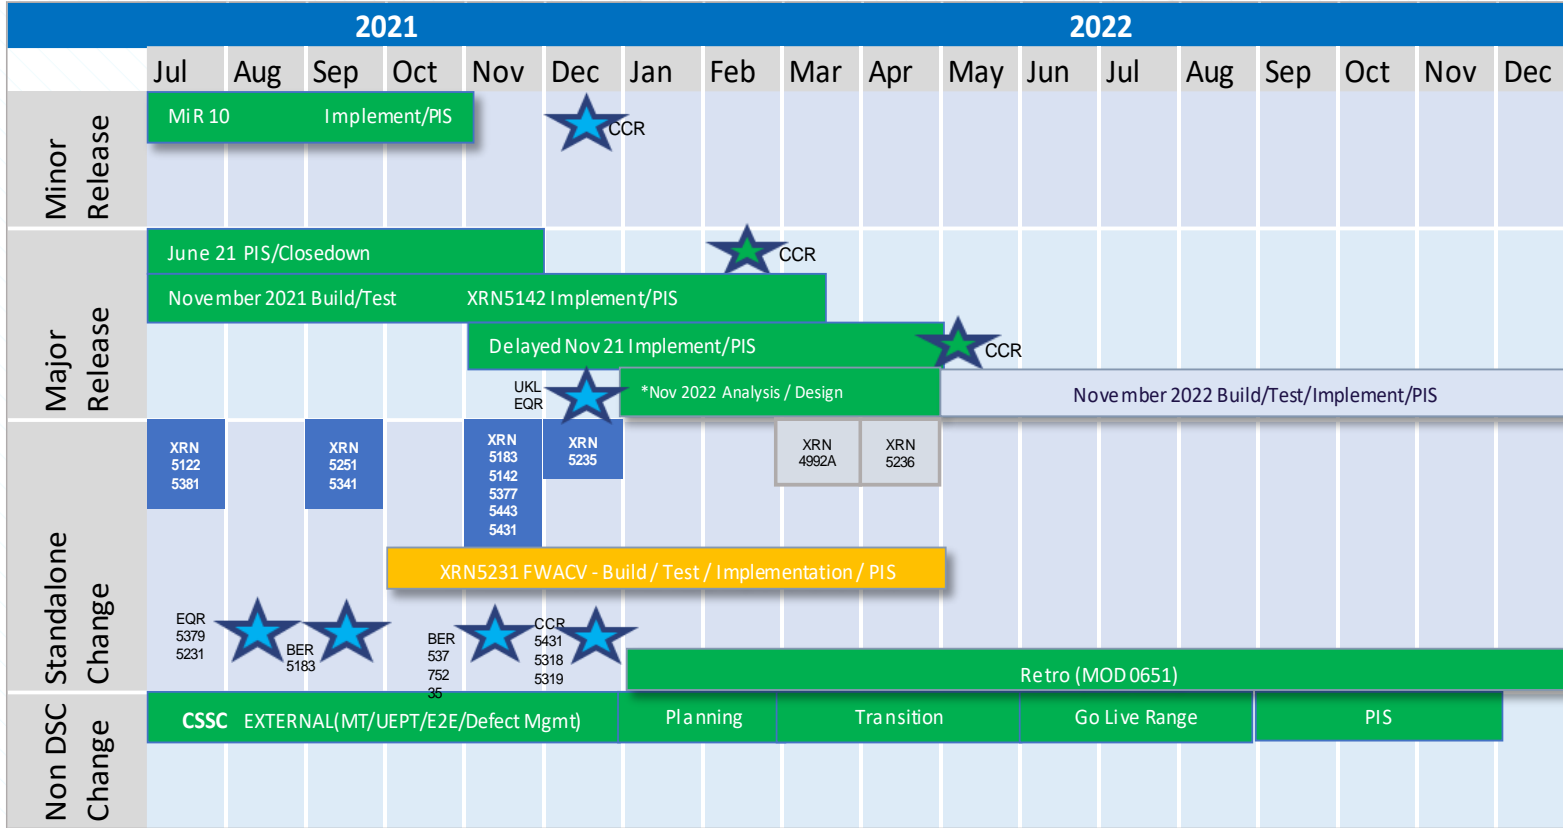 2021
2022
Jul Aug Sep Oct Nov Dec Jan Feb Mar Apr May Jun Jul Aug Sep Oct Nov Dec
Minor
Release
MiR 10 Implement/PIS
CCR
Major
Release
June 21 PIS/Closedown
CCR
November 2021 Build/Test XRN5142 Implement/PIS
Delayed Nov 21 Implement/PIS
CCR
UKL
EQR
*Nov 2022 Analysis / Design
November 2022 Build/Test/Implement/PIS
Standalone
Change
XRN
5122
5381
XRN
5251
5341
XRN
5183
5142
5377
5443
5431
XRN
5235
XRN
4992A
XRN
5236
XRN5231 FWACV - Build / Test / Implementation / PIS
EQR
5379
5231
BER
5183
BER
537
752
35
CCR
5431
5318
5319
Retro (MOD 0651)
Non DSC
Change
CSSC EXTERNAL(MT/UEPT/E2E/Defect Mgmt)
Planning
Transition
Go Live Range
PIS